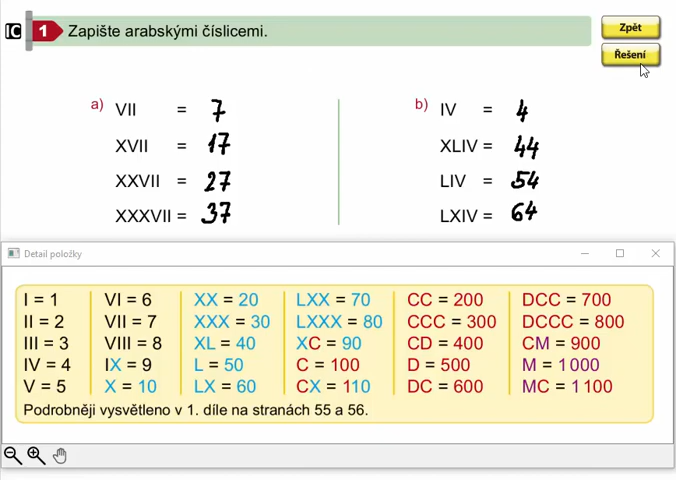 IC 1 Zapište arabskými číslicemi.
Zpět
Řešení
a) VII = 7
XVII = 17
XXVII = 27
XXXVII = 37
b) IV = 4
XLIV = 44
LIV = 54
LXIV = 64
Detail položky
I = 1
II = 2
III = 3
IV = 4
V = 5
VI = 6
VII = 7
VIII = 8
IX = 9
X = 10
XX = 20
XXX = 30
XL = 40
L = 50
LX = 60
LXX = 70
LXXX = 80
XC = 90
C = 100
CX = 110
CC = 200
CCC = 300
CD = 400
D = 500
DC = 600
DCC = 700
DCCC = 800
CM = 900
M = 1 000
MC = 1 100
Podrobněji vysvětleno v 1. díle na stranách 55 a 56.